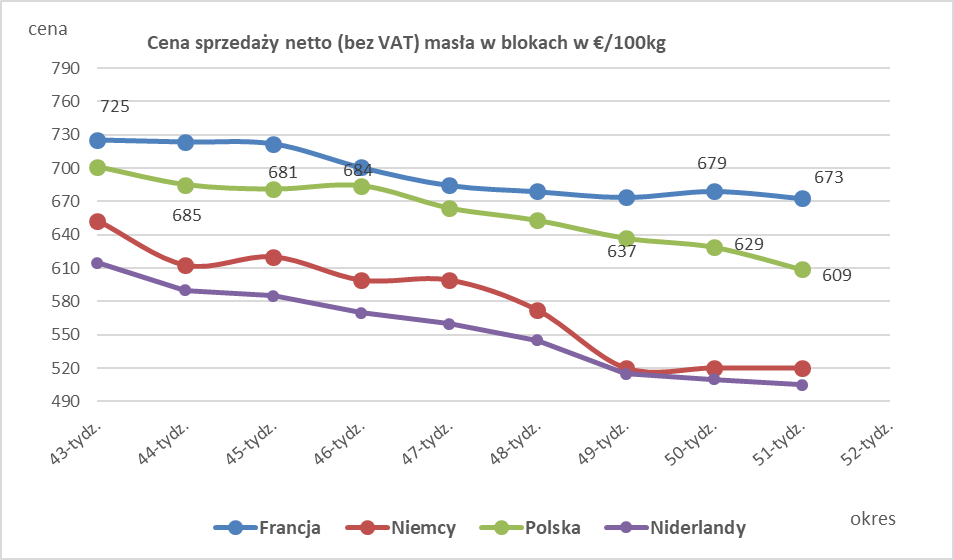 cena
Cena sprzedaży netto (bez VAT) masła w blokach w €/100kg
790
760
730
700
670
640
610
580
550
520
490
725
685
681
684
637
679
629
673
609
43-tydz.
44-tydz.
45-tydz.
46-tydz.
47-tydz.
48-tydz.
49-tydz.
50-tydz.
51-tydz.
52-tydz.
okres
Francja Niemcy Polska Niderlandy